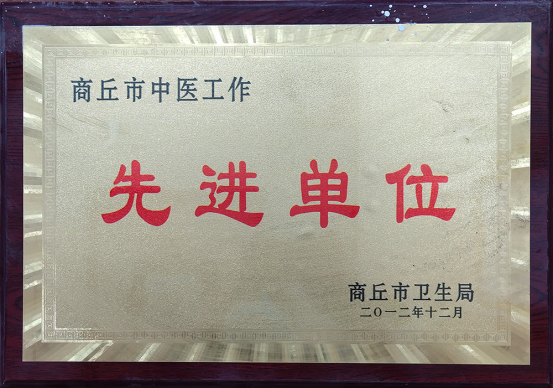 商丘市中医工作
先进单位
商丘市卫生局
二〇一二年十二月